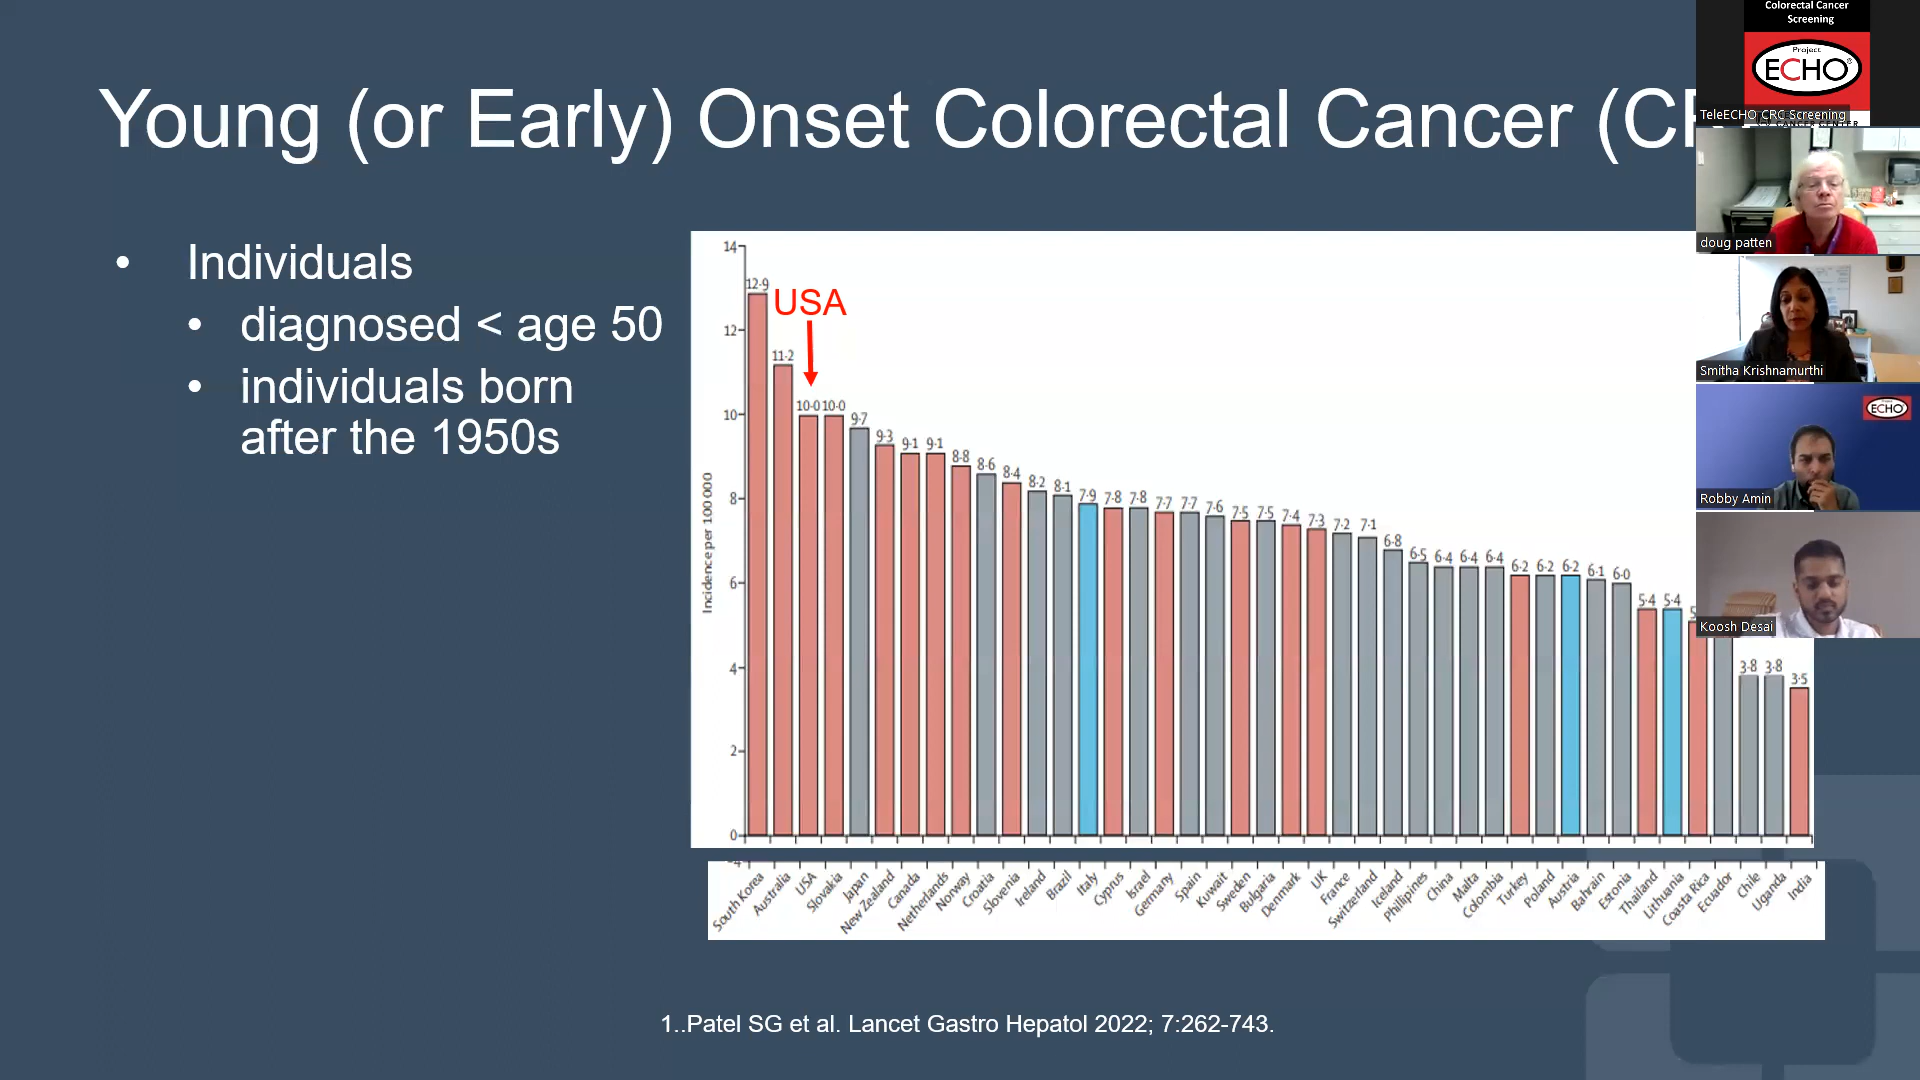 Young (or Early) Onset Colorectal Cancer (C
• Individuals
• diagnosed < age 50
• individuals born
after the 1950s
USA
Incidence per 100 000
14
12
10
8
6
4
2
0
12·9
11·2
10·0
10·0
9·7
9·3
9·1
9·1
8·8
8·6
8·4
8·2
8·1
7·9
7·8
7·8
7·7
7·7
7·6
7·5
7·5
7·4
7·3
7·2
7·1
6·8
6·5
6·4
6·4
6·4
6·2
6·2
6·2
6·1
6·0
5·4
5·4
3·8
3·8
3·5
South Korea
Australia
USA
Slovakia
Japan
New Zealand
Canada
Netherlands
Norway
Croatia
Slovenia
Ireland
Brazil
Italy
Cyprus
Israel
Germany
Spain
Kuwait
Sweden
Bulgaria
Denmark
UK
France
Switzerland
Iceland
Phillipines
China
Malta
Colombia
Turkey
Poland
Austria
Bahrain
Estonia
Thailand
Lithuania
Coasta Rica
Ecuador
Chile
Uganda
India
1..Patel SG et al. Lancet Gastro Hepatol 2022; 7:262-743.
Colorectal Cancer
Screening
Project
ECHO®
TeleECHO CRC Screening
doug patten
Smitha Krishnamurthi
ECHO
Robby Amin
Koosh Desai